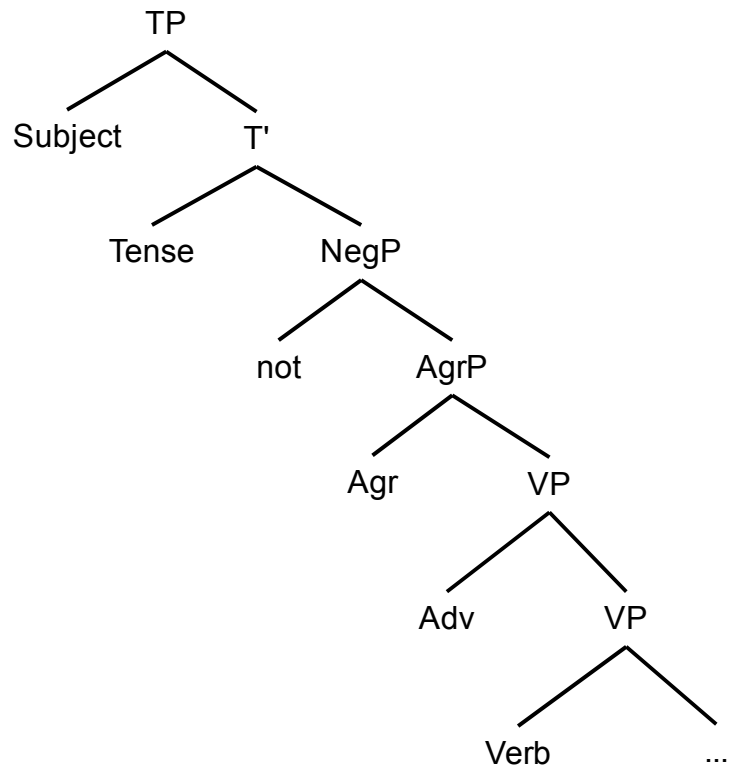 TP
Subject T'
Tense NegP
not AgrP
Agr VP
Adv VP
Verb ...